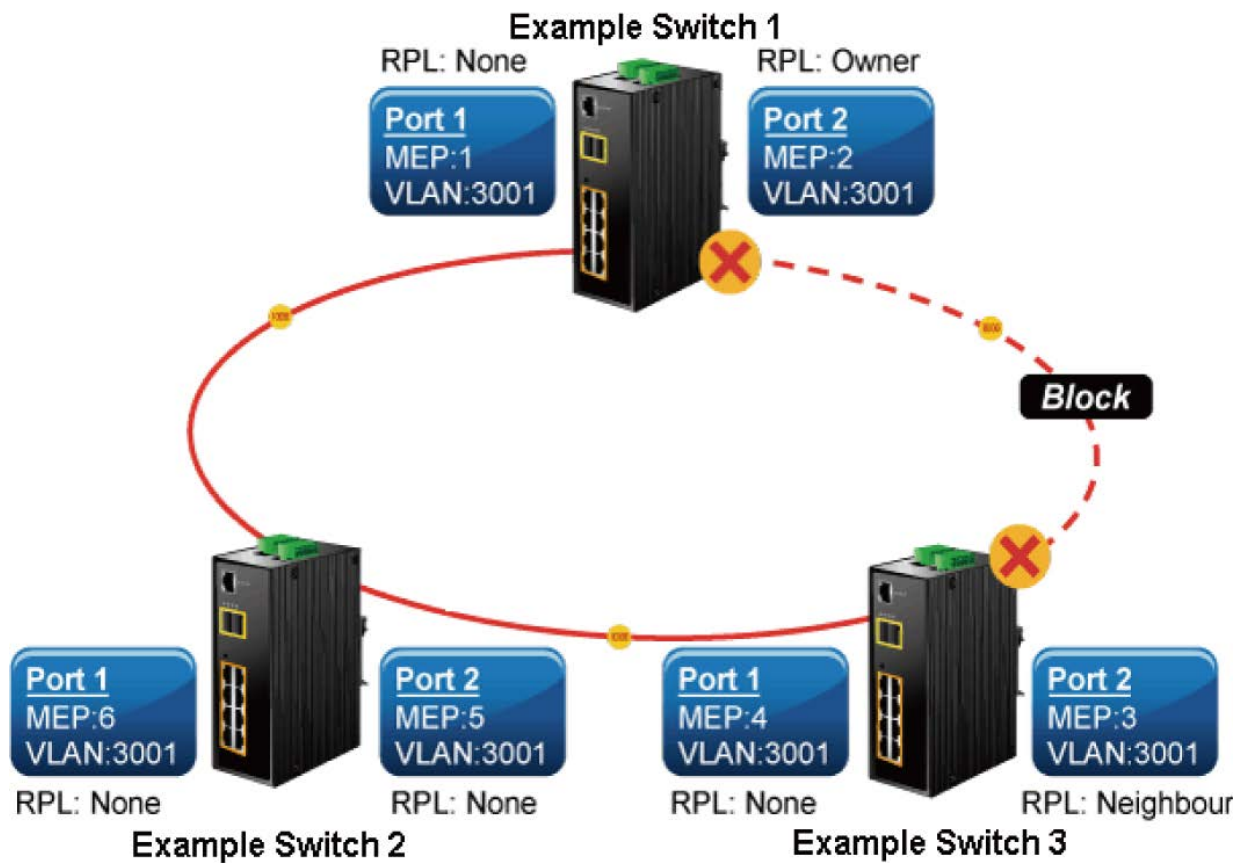 Example Switch 1
RPL: None
RPL: Owner
Port 1
MEP:1
VLAN:3001
Port 2
MEP:2
VLAN:3001
Block
Port 1
MEP:6
VLAN:3001
RPL: None
Port 2
MEP:5
VLAN:3001
RPL: None
Example Switch 2
Port 1
MEP:4
VLAN:3001
RPL: None
Port 2
MEP:3
VLAN:3001
RPL: Neighbour
Example Switch 3